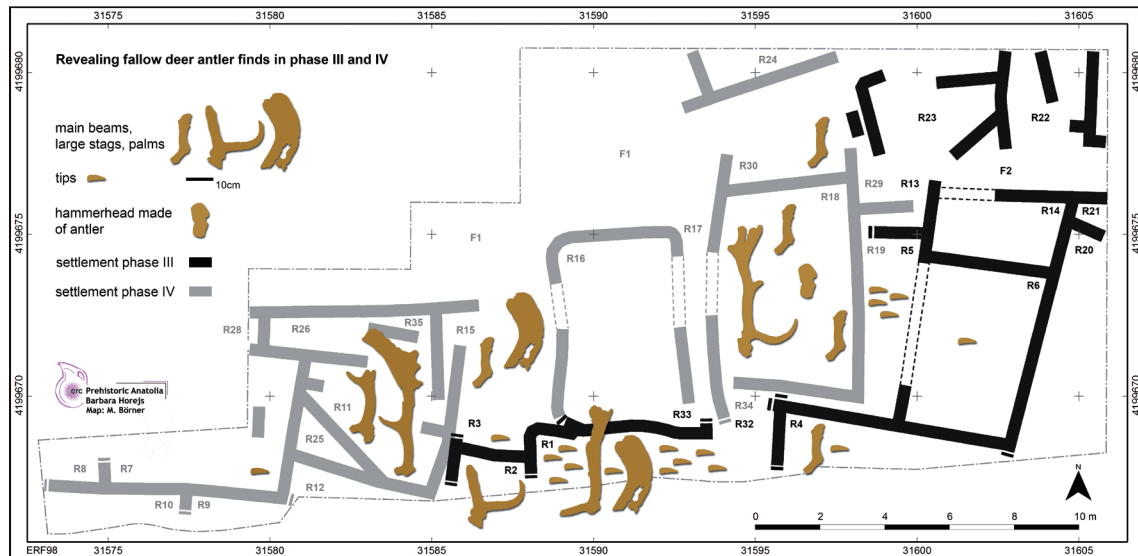 31575 31580 31585 31590 31595 31600 31605
4199680 4199680
Revealing fallow deer antler finds in phase III and IV
main beams,
large stags, palms
tips
10cm
hammerhead made
of antler
settlement phase III
settlement phase IV
R24
R23
R22
F1
F2
R30
R29
R13
R18
R14
R21
4199675 4199675
F1
R17
R19
R5
R20
R16
R6
R28
R26
R35
R15
erc Prehistoric Anatolia
Barbara Horejs
Map: M. Börner
4199670 4199670
R11
R34
R3
R33
R32
R4
R25
R1
R2
R8
R7
R12
R10
R9
N
0 2 4 6 8 10 m
ERF98
31575 31580 31585 31590 31595 31600 31605